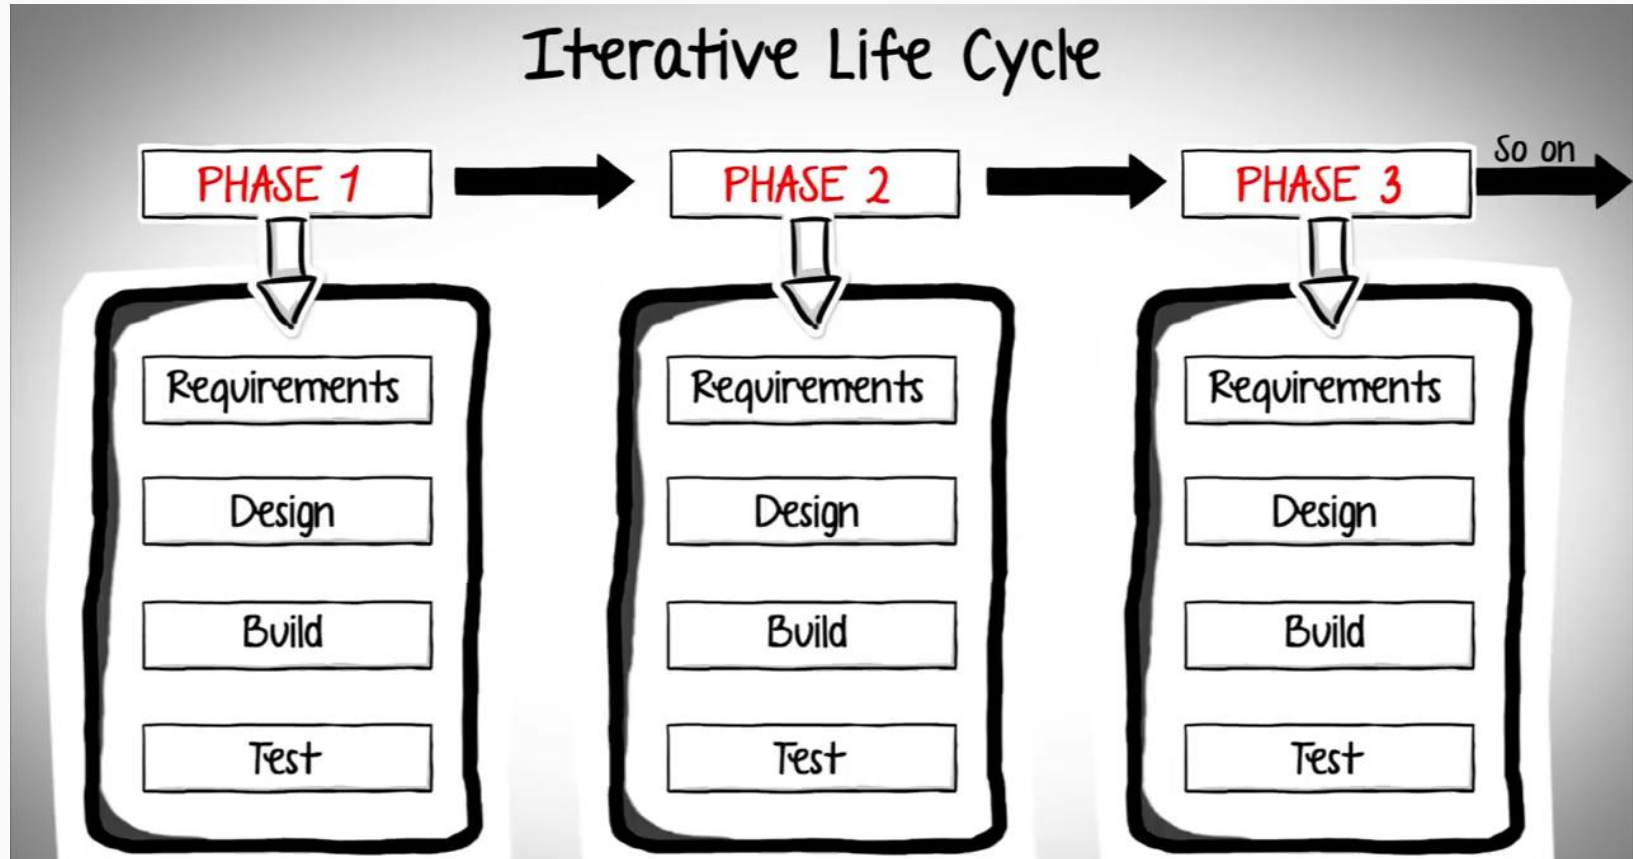 Iterative Life Cycle
PHASE 1
PHASE 2
PHASE 3
So on
Requirements
Design
Build
Test
Requirements
Design
Build
Test
Requirements
Design
Build
Test